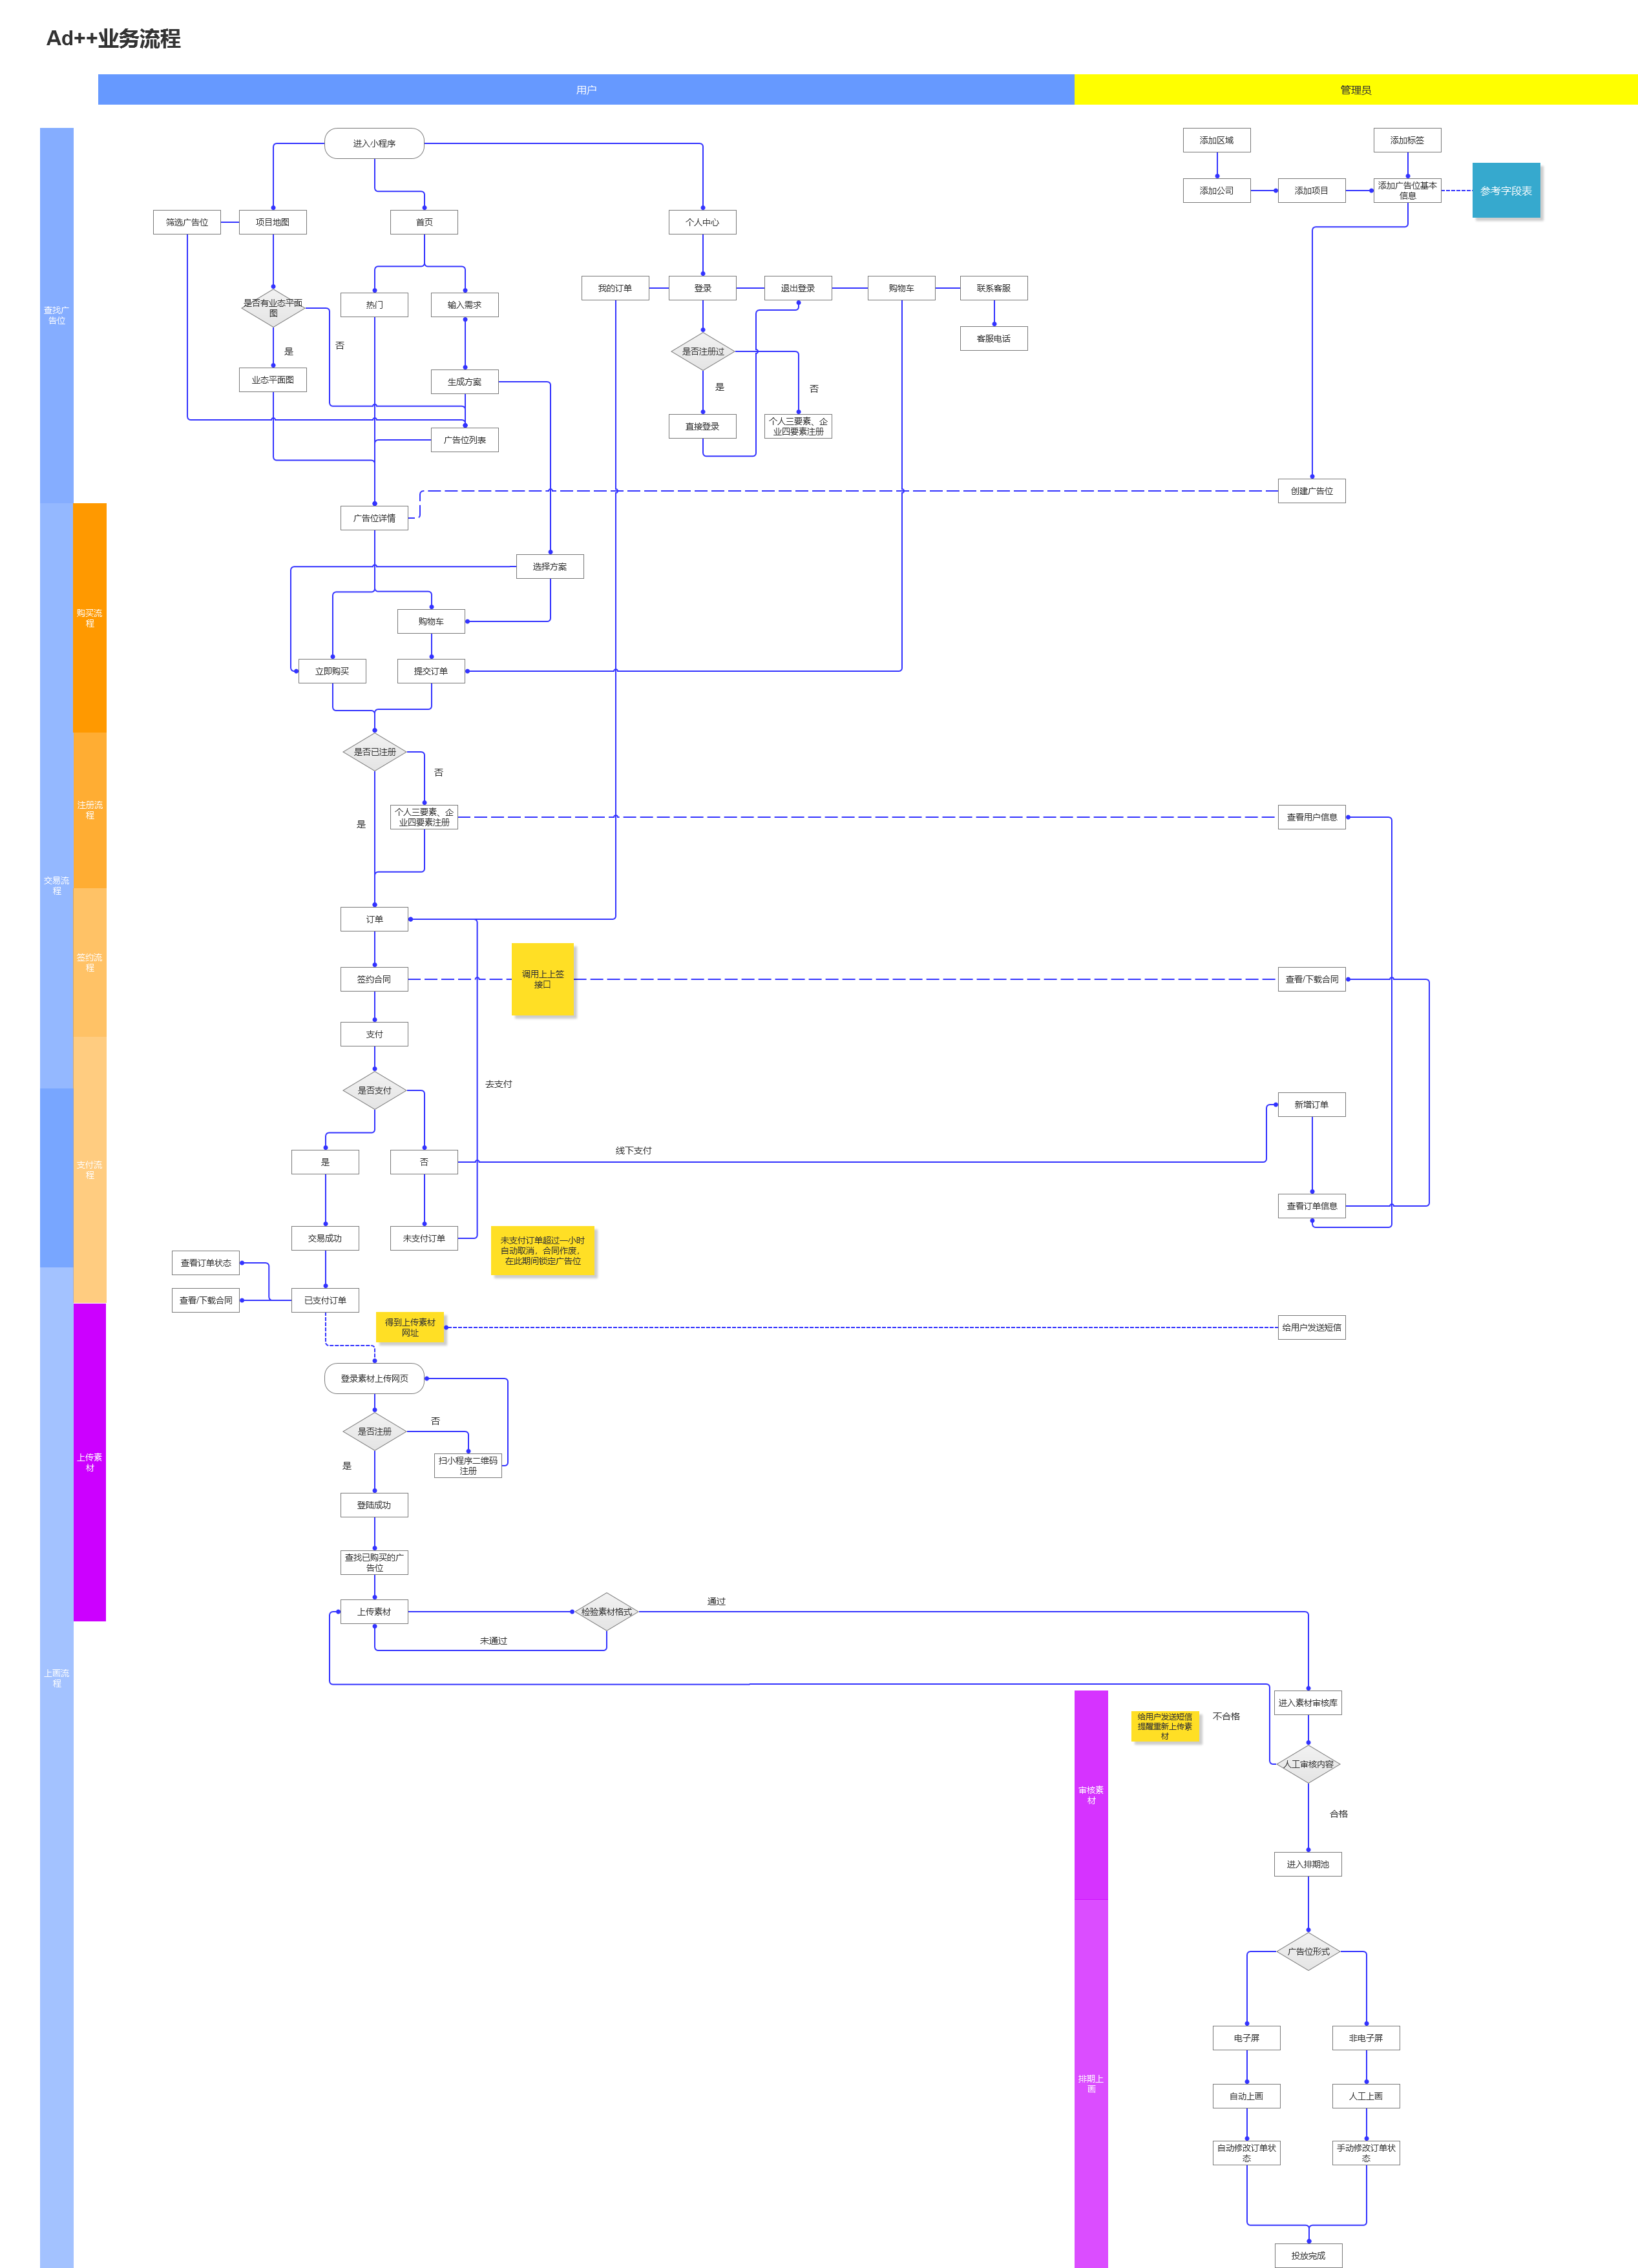 Ad++业务流程
用户
管理员
进入小程序
添加区域
添加标签
添加公司
添加项目
添加广告位基本
信息
参考字段表
筛选广告位
项目地图
首页
个人中心
我的订单
登录
退出登录
购物车
联系客服
查找广
告位
是否有业态平面
图
热门
输入需求
客服电话
是
否
是否注册过
是
否
业态平面图
生成方案
直接登录
个人三要素、企
业四要素注册
广告位列表
创建广告位
广告位详情
选择方案
购买流
程
购物车
立即购买
提交订单
是否已注册
否
注册流
程
个人三要素、企
业四要素注册
查看用户信息
是
交易流
程
订单
签约流
程
签约合同
调用上上签
接口
查看/下载合同
支付
是否支付
去支付
新增订单
线下支付
支付流
程
是
否
查看订单信息
交易成功
未支付订单
未支付订单超过一小时
自动取消，合同作废，
在此期间锁定广告位
查看订单状态
查看/下载合同
已支付订单
得到上传素材
网址
给用户发送短信
登录素材上传网页
是否注册
否
扫小程序二维码
注册
是
上传素
材
登陆成功
查找已购买的广
告位
上传素材
检验素材格式
通过
未通过
上画流
程
进入素材审核库
给用户发送短信
提醒重新上传素
材
不合格
人工审核内容
审核素
材
合格
进入排期池
广告位形式
电子屏
非电子屏
排期上
画
自动上画
人工上画
自动修改订单状
态
手动修改订单状
态
投放完成